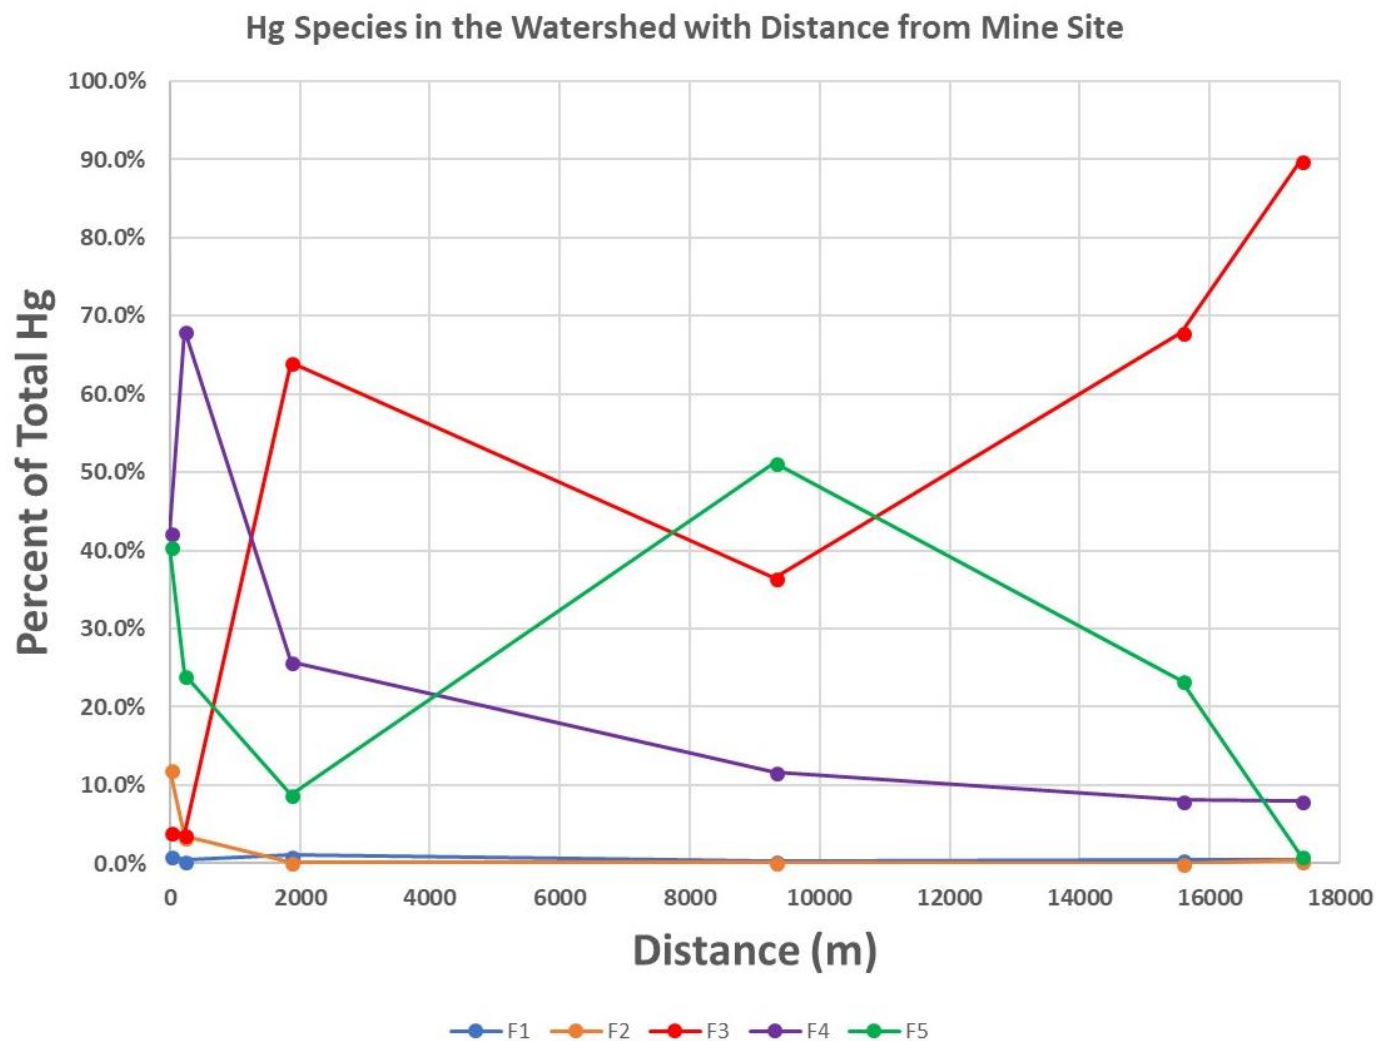 Hg Species in the Watershed with Distance from Mine Site
100.0%
90.0%
80.0%
70.0%
60.0%
50.0%
40.0%
30.0%
20.0%
10.0%
0.0%
Percent of Total Hg
0 2000 4000 6000 8000 10000 12000 14000 16000 18000
Distance (m)
F1 F2 F3 F4 F5